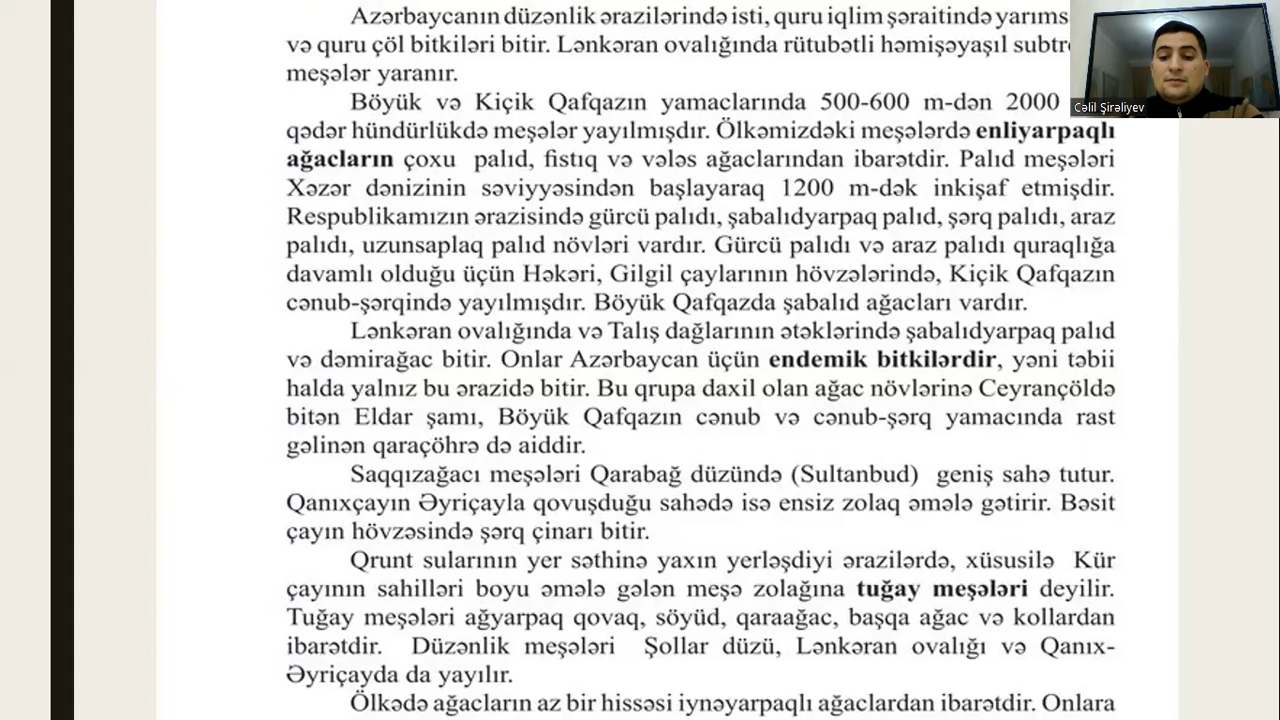 Azərbaycanın düzənlik ərazilərində isti, quru iqlim şəraitində
və quru çöl bitkiləri bitir. Lənkəran ovalığında rütubətli həmişəyaşıl
meşələr yaranır.
Böyük və Kiçik Qafqazın yamaclarında 500-600 m-dən 2000
qədər hündürlükdə meşələr yayılmışdır. Ölkəmizdəki meşələrdə enliyarpaqlı
ağacların çoxu palıd, fıstıq və vələs ağaclarından ibarətdir. Palıd meşələri
Xəzər dənizinin səviyyəsindən başlayaraq 1200 m-dək inkişaf etmişdir.
Respublikamızın ərazisində gürcü palıdı, şabalıdyarpaq palıd, şərq palıdı, araz
palıdı, uzunsaplaq palıd növləri vardır. Gürcü palıdı və araz palıdı quraqlığa
davamlı olduğu üçün Həkəri, Gilgil çaylarının hövzələrində, Kiçik Qafqazın
cənub-şərqində yayılmışdır. Böyük Qafqazda şabalıd ağacları vardır.
Lənkəran ovalığında və Talış dağlarının ətəklərində şabalıdyarpaq palıd
və dəmirağac bitir. Onlar Azərbaycan üçün endemik bitkilərdir, yəni təbii
halda yalnız bu ərazidə bitir. Bu qrupa daxil olan ağac növlərinə Ceyrançöldə
bitən Eldar şamı, Böyük Qafqazın cənub və cənub-şərq yamacında rast
gəlinən qaraçöhrə də aiddir.
Saqqızağacı meşələri Qarabağ düzündə (Sultanbud) geniş sahə tutur.
Qanıxçayın Əyriçayla qovuşduğu sahədə isə ensiz zolaq əmələ gətirir. Bəsit
çayın hövzəsində şərq çinarı bitir.
Qrunt sularının yer səthinə yaxın yerləşdiyi ərazilərdə, xüsusilə Kür
çayının sahilləri boyu əmələ gələn meşə zolağına tuğay meşələri deyilir.
Tuğay meşələri ağyarpaq qovaq, söyüd, qaraağac, başqa ağac və kollardan
ibarətdir. Düzənlik meşələri Şollar düzü, Lənkəran ovalığı və Qanıx-
Əyriçayda da yayılır.
Ölkədə ağacların az bir hissəsi iynəyarpaqlı ağaclardan ibarətdir. Onlara
Cəlil Şirəliyev